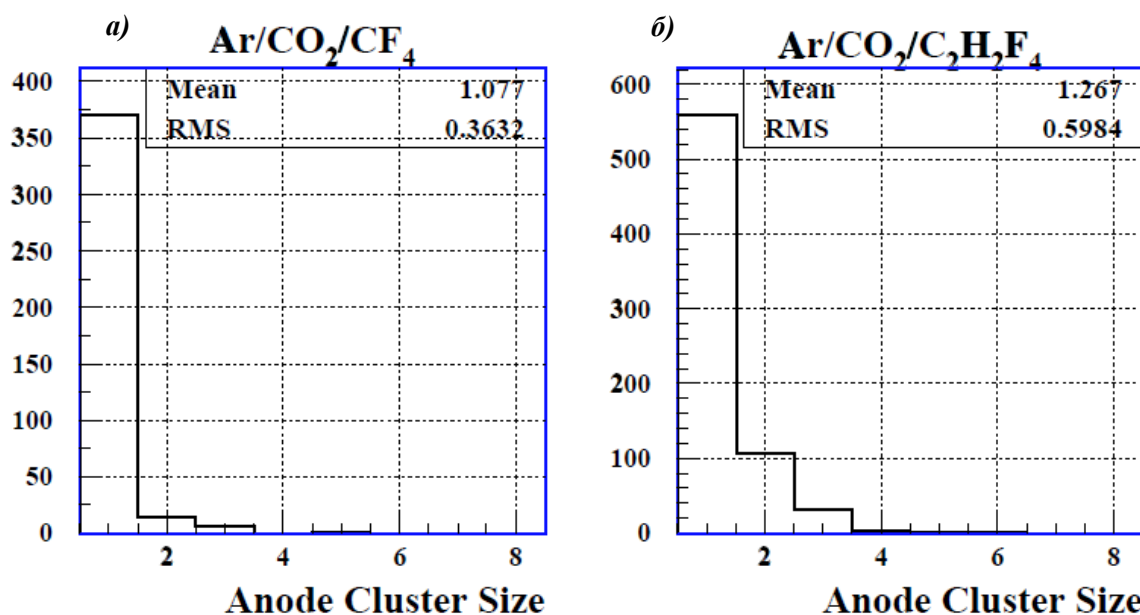 а)
Ar/CO₂/CF₄
Mean 1.077
RMS 0.3632
400
350
300
250
200
150
100
50
0
2 4 6 8
Anode Cluster Size
б)
Ar/CO₂/C₂H₂F₄
Mean 1.267
RMS 0.5984
600
500
400
300
200
100
0
2 4 6 8
Anode Cluster Size